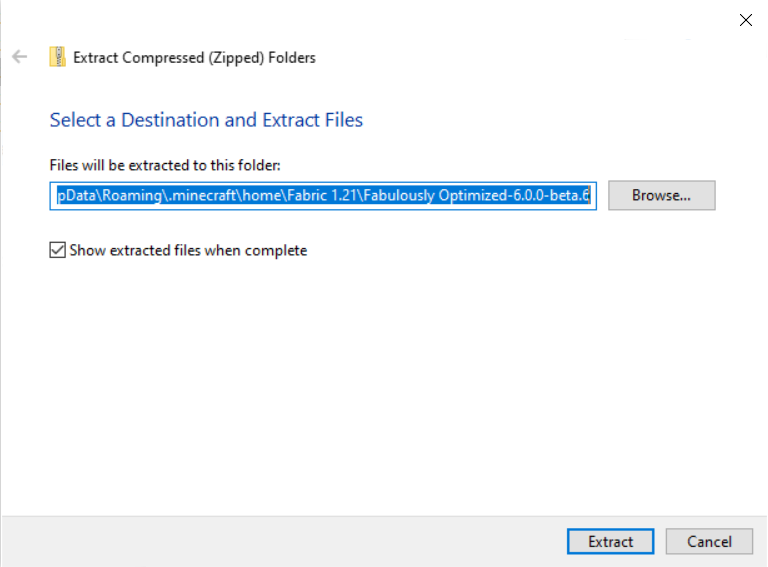 Extract Compressed (Zipped) Folders
Select a Destination and Extract Files
Files will be extracted to this folder:
pData\Roaming\.minecraft\home\Fabric 1.21\Fabulously Optimized-6.0.0-beta.6
Browse...
Show extracted files when complete
Extract
Cancel